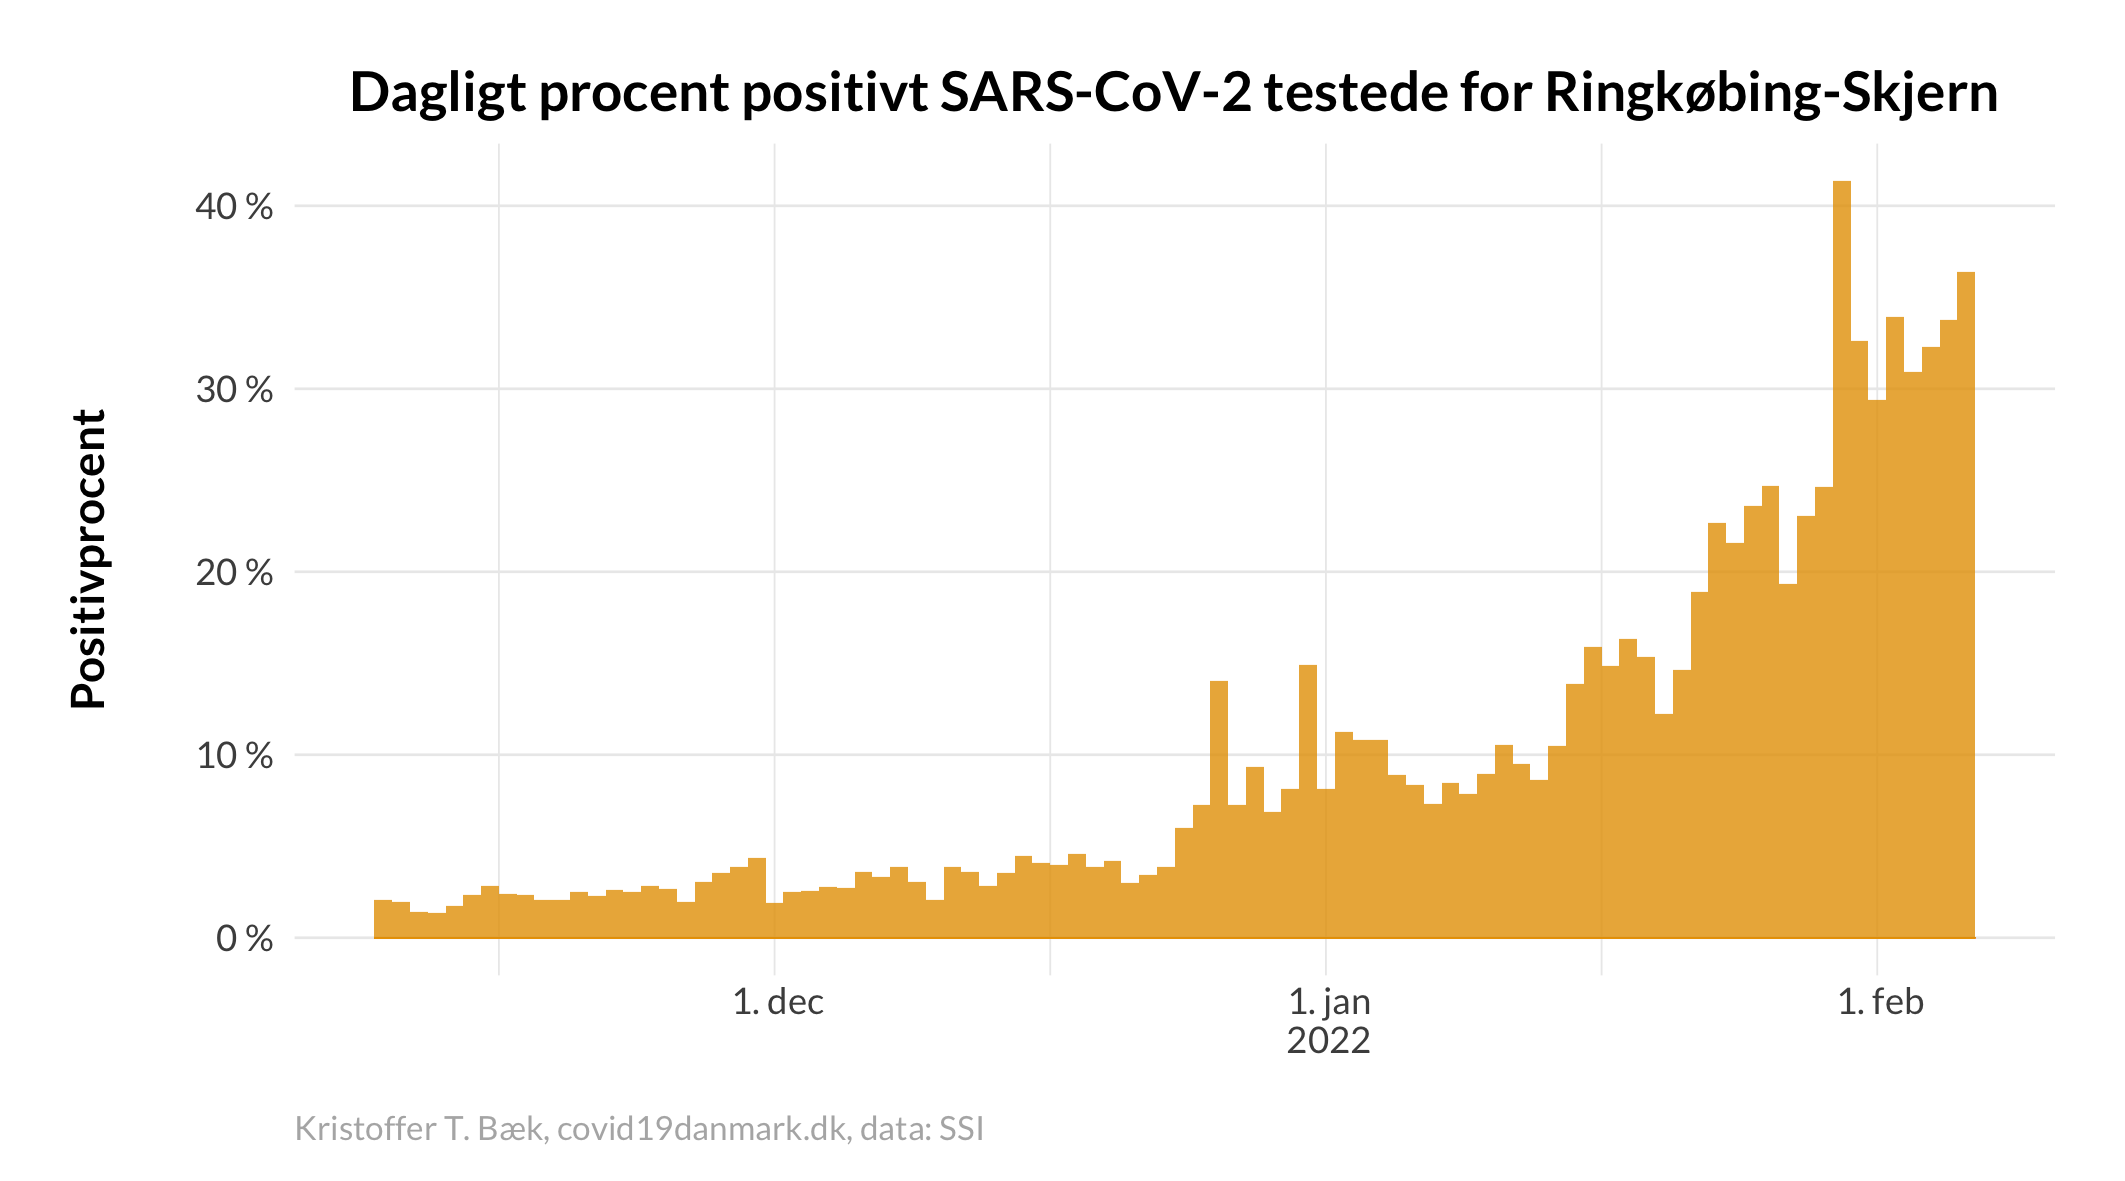 Dagligt procent positivt SARS-CoV-2 testede for Ringkøbing-Skjern
Positivprocent
40 %
30 %
20 %
10 %
0 %
1. dec
1. jan
2022
1. feb
Kristoffer T. Bæk, covid19danmark.dk, data: SSI